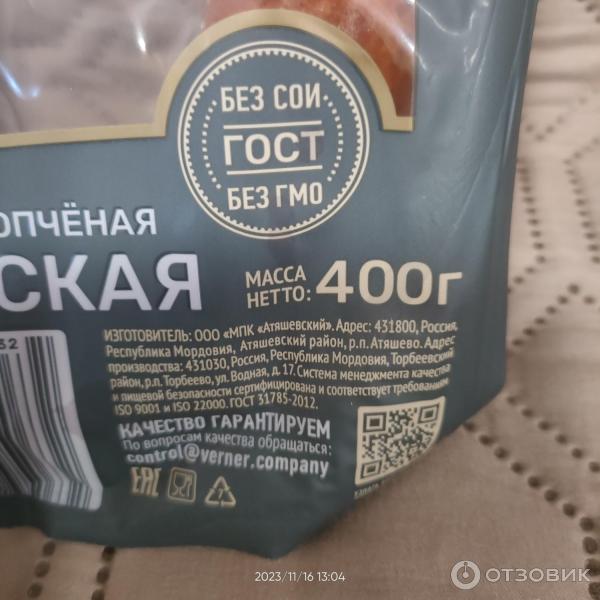 БЕЗ СОИ
ГОСТ
БЕЗ ГМО
ОПЧЁНАЯ
СКАЯ
МАССА НЕТТО: 400г
ИЗГОТОВИТЕЛЬ: ООО «МПК «Атяшевский». Адрес: 431800, Россия,
Республика Мордовия, Атяшевский район, р.п. Атяшево. Адрес
производства: 431030, Россия, Республика Мордовия, Торбеевский
район, р.п. Торбеево, ул. Водная, д. 17. Система менеджмента качества
и пищевой безопасности сертифицирована и соответствует требованиям
ISO 9001 и ISO 22000. ГОСТ 31785-2012.
КАЧЕСТВО ГАРАНТИРУЕМ
По вопросам качества обращаться:
control@verner.company
EAC
7
2023/11/16 13:04
ОТЗОВИК